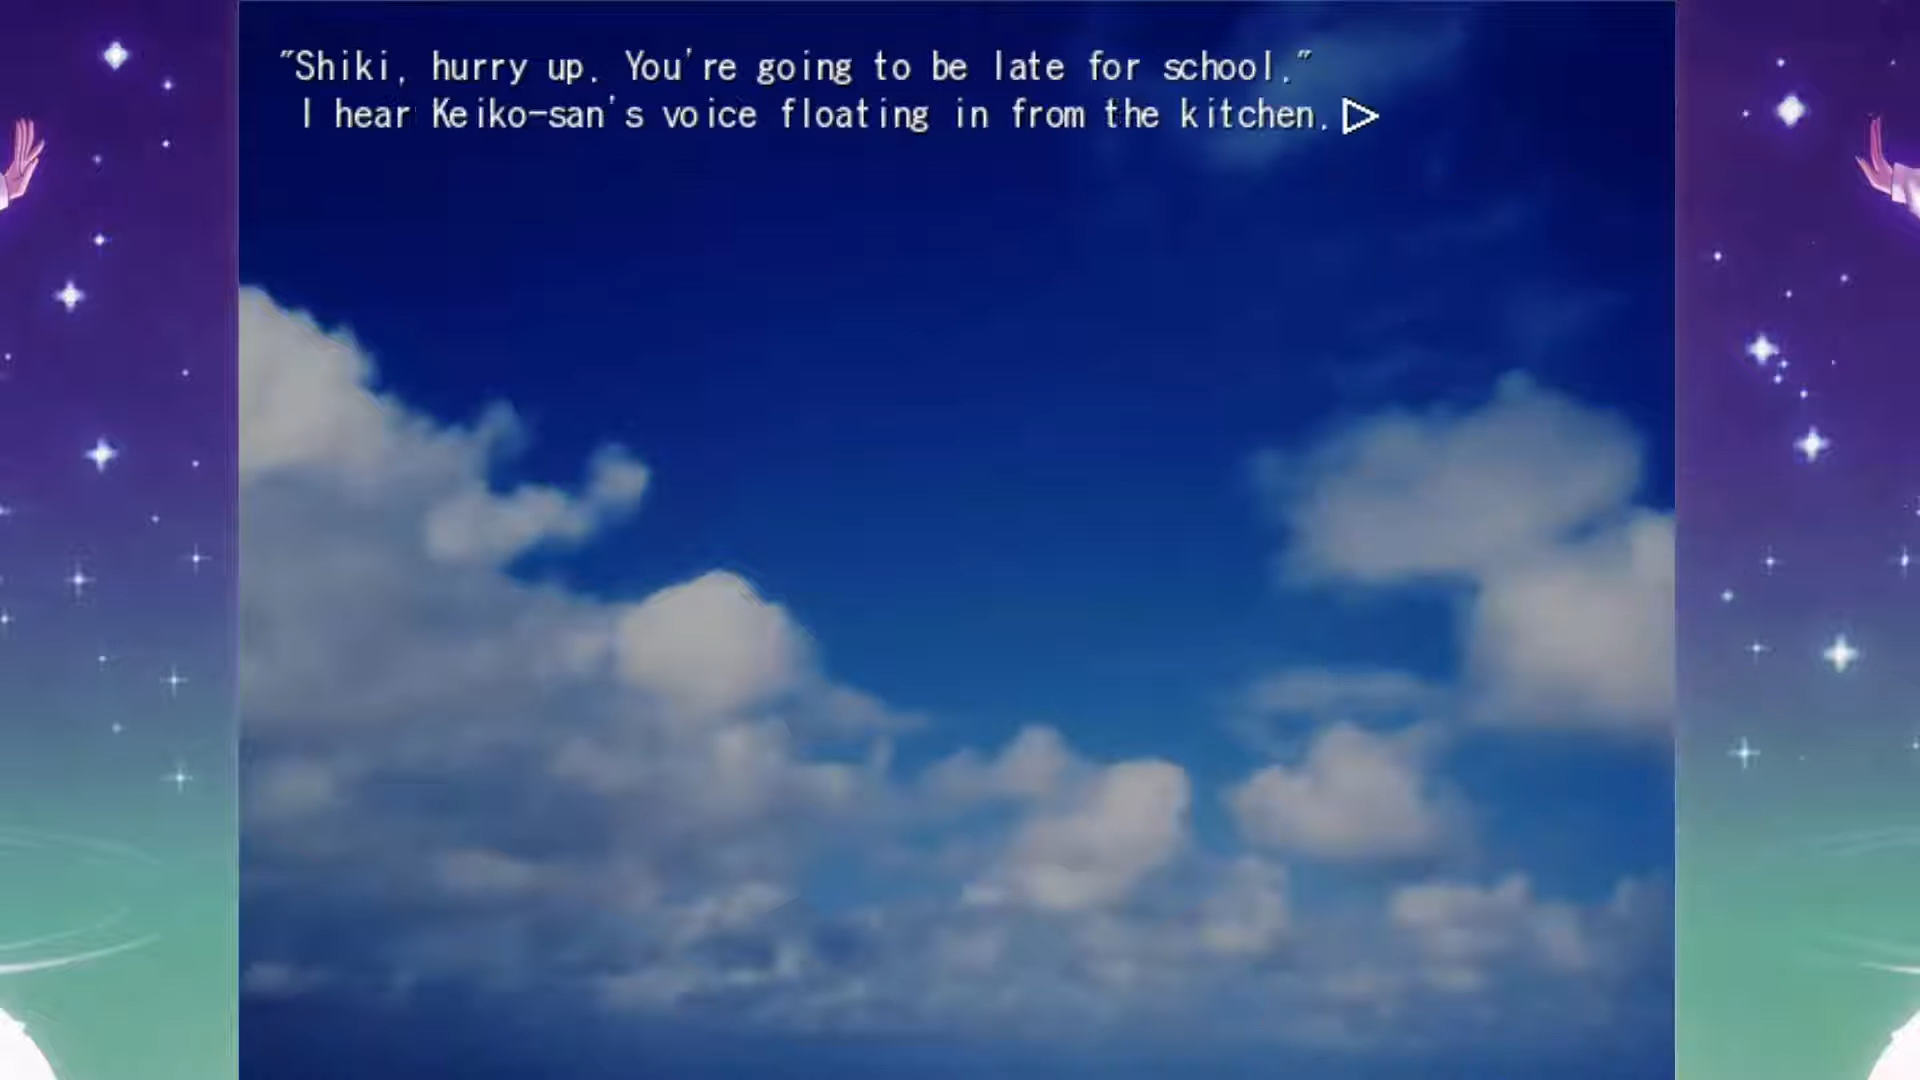 "Shiki, hurry up. You're going to be late for school."
I hear Keiko-san's voice floating in from the kitchen.